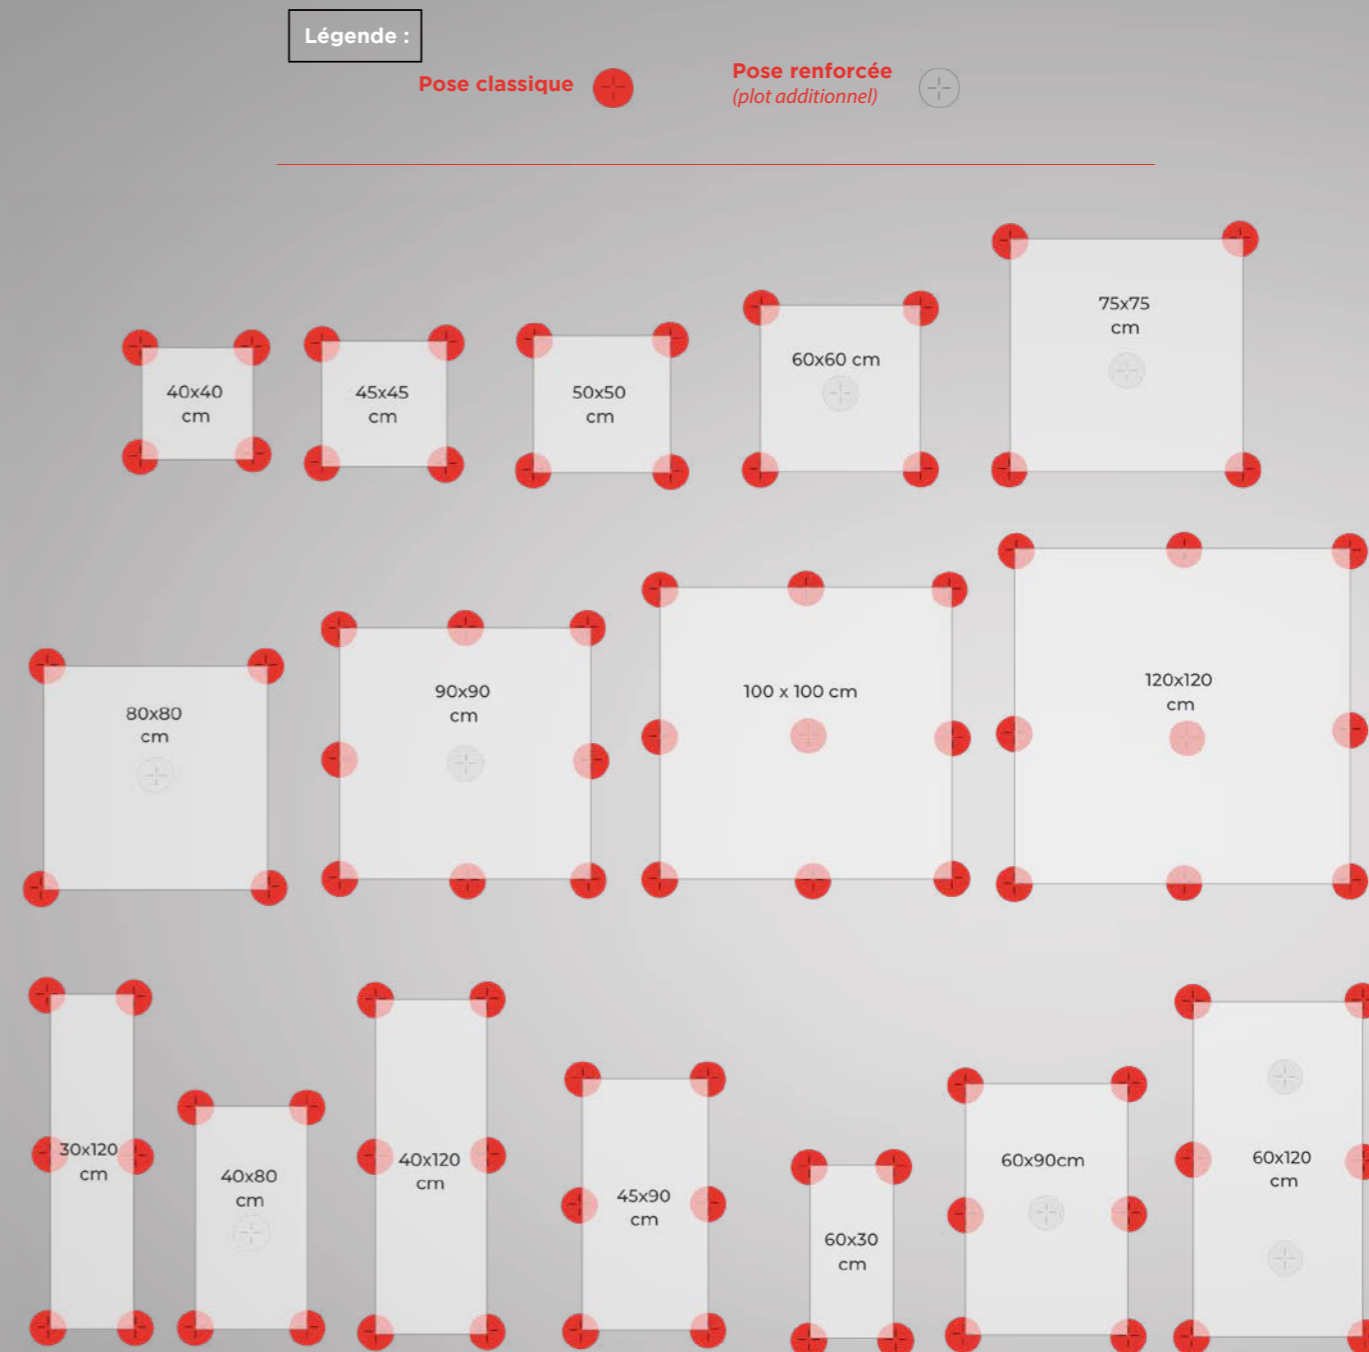 Légende :
Pose classique
Pose renforcée
(plot additionnel)
40x40
cm
45x45
cm
50x50
cm
60x60 cm
75x75
cm
80x80
cm
90x90
cm
100 x 100 cm
120x120
cm
30x120
cm
40x80
cm
40x120
cm
45x90
cm
60x30
cm
60x90cm
60x120
cm